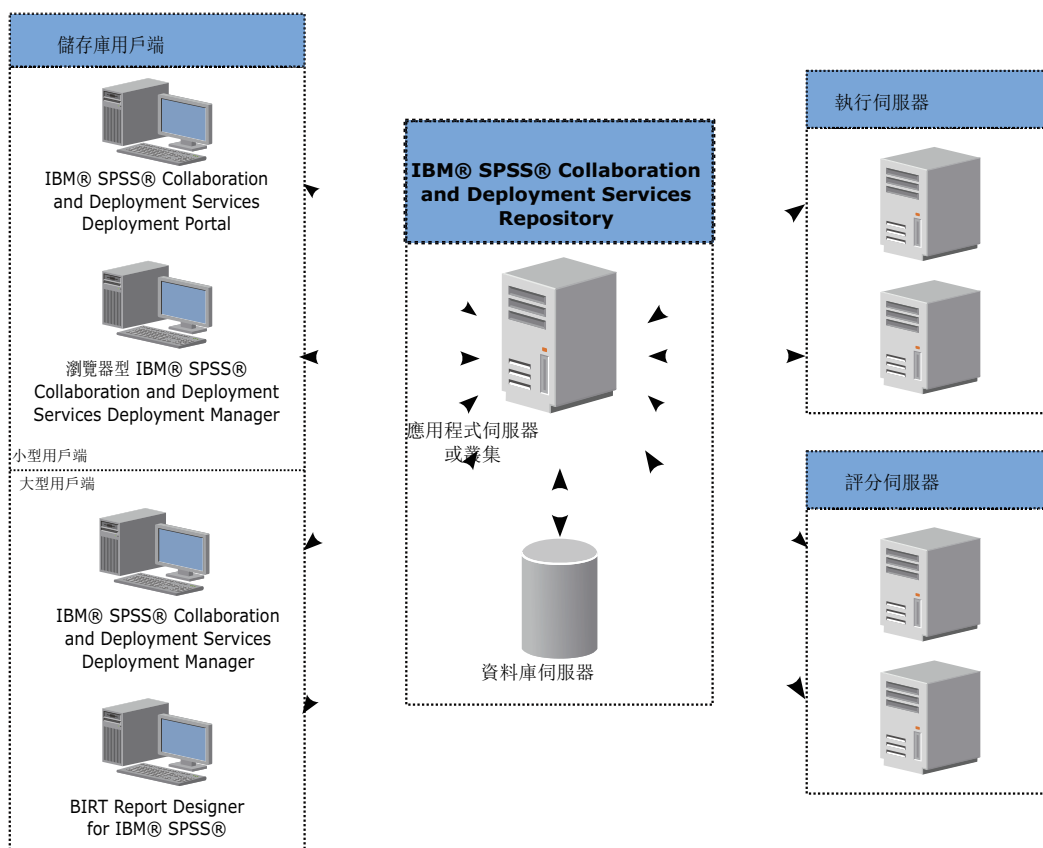 儲存庫用戶端
IBM® SPSS® Collaboration
and Deployment Services
Deployment Portal
瀏覽器型 IBM® SPSS®
Collaboration and Deployment
Services Deployment Manager
小型用戶端
大型用戶端
IBM® SPSS® Collaboration
and Deployment Services
Deployment Manager
BIRT Report Designer
for IBM® SPSS®
IBM® SPSS® Collaboration
and Deployment Services
Repository
應用程式伺服器
或叢集
資料庫伺服器
執行伺服器
評分伺服器